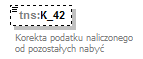 tns:K_42
Korekta podatku naliczonego
od pozostałych nabyć